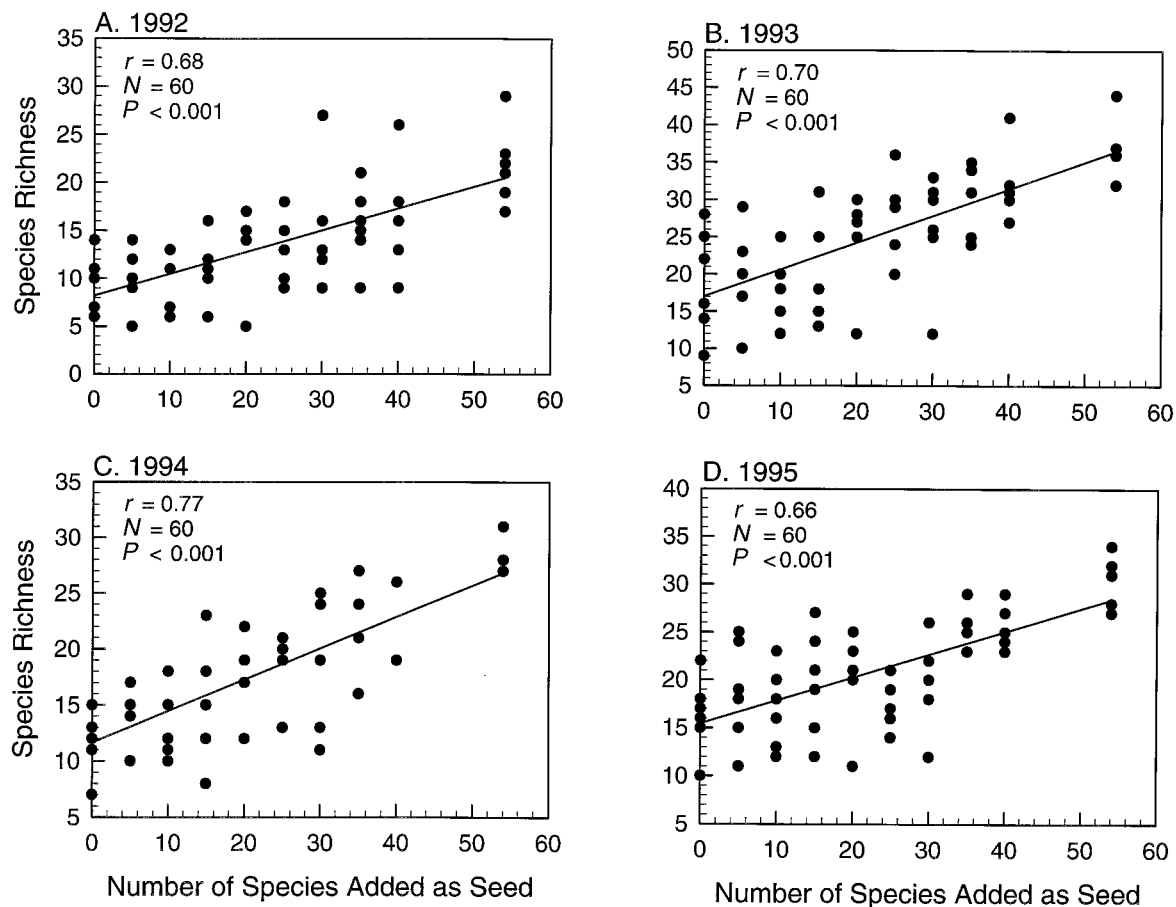 A. 1992
r = 0.68
N = 60
P < 0.001
Species Richness
35
30
25
20
15
10
5
0
0 10 20 30 40 50 60
B. 1993
r = 0.70
N = 60
P < 0.001
50
45
40
35
30
25
20
15
10
5
0 10 20 30 40 50 60
C. 1994
r = 0.77
N = 60
P < 0.001
Species Richness
35
30
25
20
15
10
5
0 10 20 30 40 50 60
Number of Species Added as Seed
D. 1995
r = 0.66
N = 60
P < 0.001
40
35
30
25
20
15
10
5
0 10 20 30 40 50 60
Number of Species Added as Seed